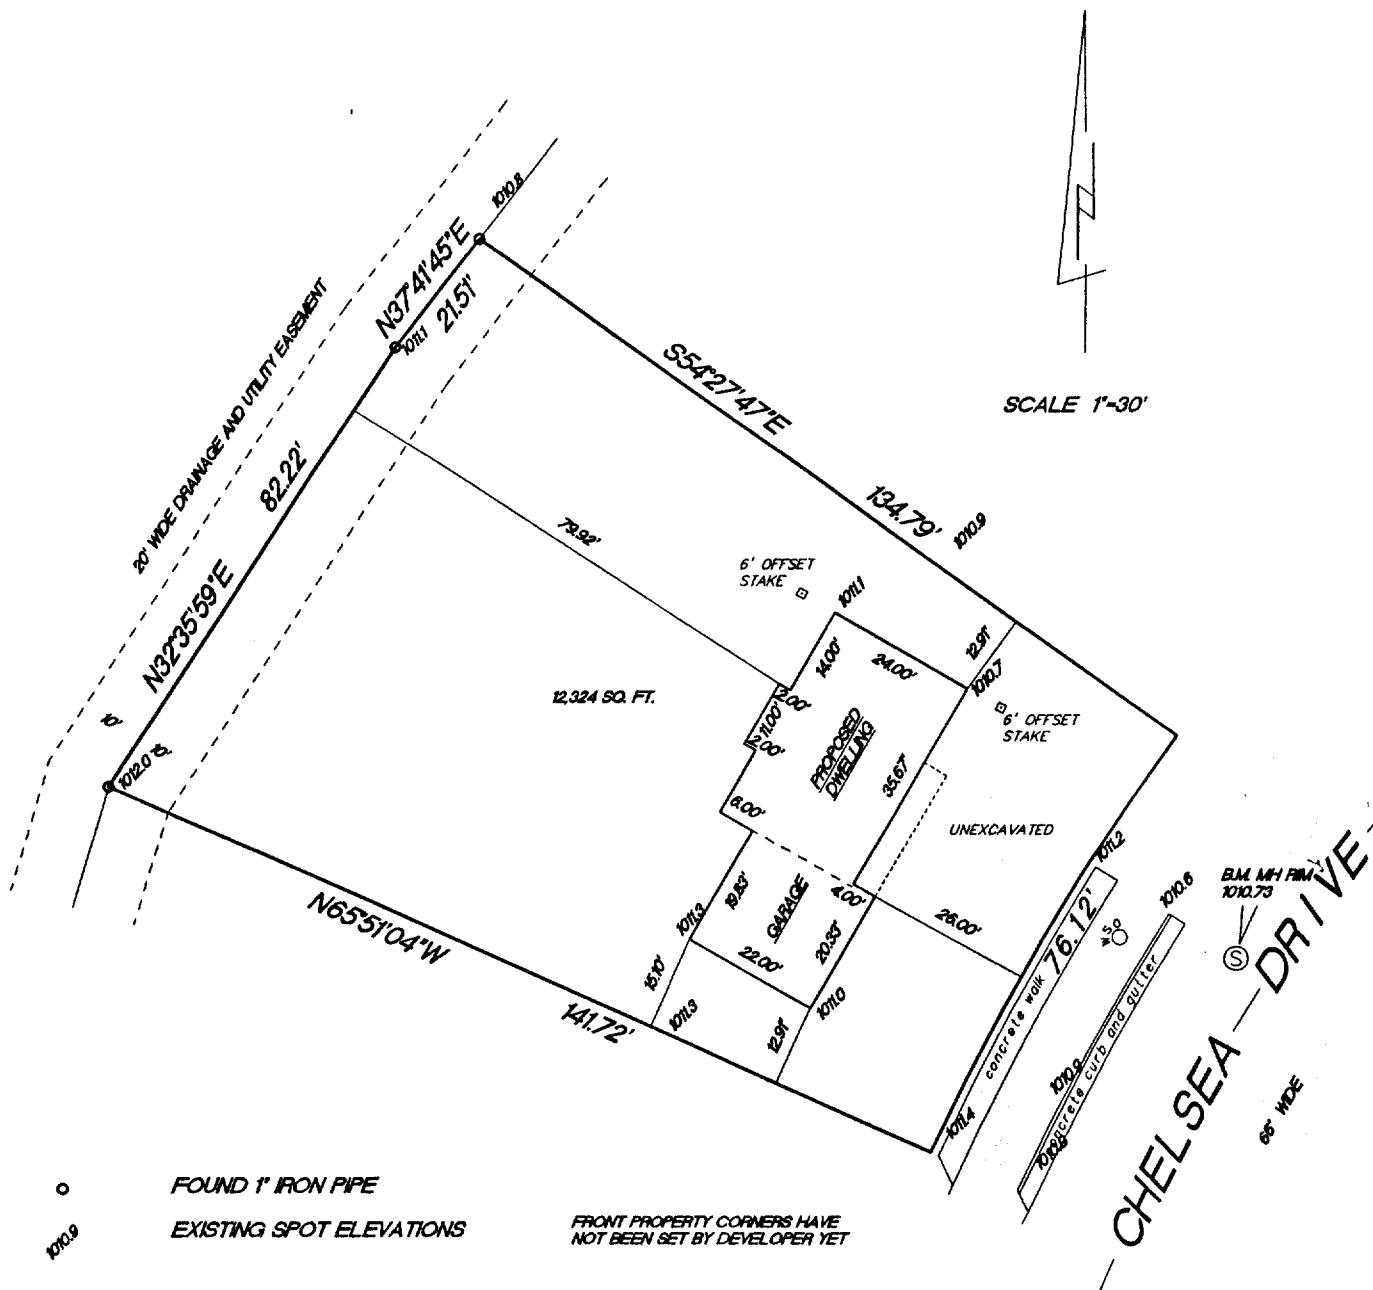 1010.8
N37°41'45"E
21.51'
1011.1
20' WIDE DRAINAGE AND UTILITY EASEMENT
82.22'
N32°35'59"E
10'
1012.0
S54°27'47"E
134.79'
1010.9
SCALE 1"=30'
79.92'
6' OFFSET
STAKE
1011.1
12,324 SQ. FT.
14.00'
24.00'
12.91'
1010.7
6' OFFSET
STAKE
2.00'
11.00'
2.00'
PROPOSED
DWELLING
35.67'
6.00'
UNEXCAVATED
1011.2
19.83'
GARAGE
4.00'
26.00'
20.33'
22.00'
1011.3
15.10'
1011.3
1011.0
12.91'
N65°51'04"W
141.72'
76.12'
concrete walk
1011.4
W.S.O
1010.6
B.M. MH RIM
1010.73
S
concrete curb and gutter
1010.9
CHELSEA DRIVE
66' WIDE
FOUND 1" IRON PIPE
1010.9
EXISTING SPOT ELEVATIONS
FRONT PROPERTY CORNERS HAVE
NOT BEEN SET BY DEVELOPER YET